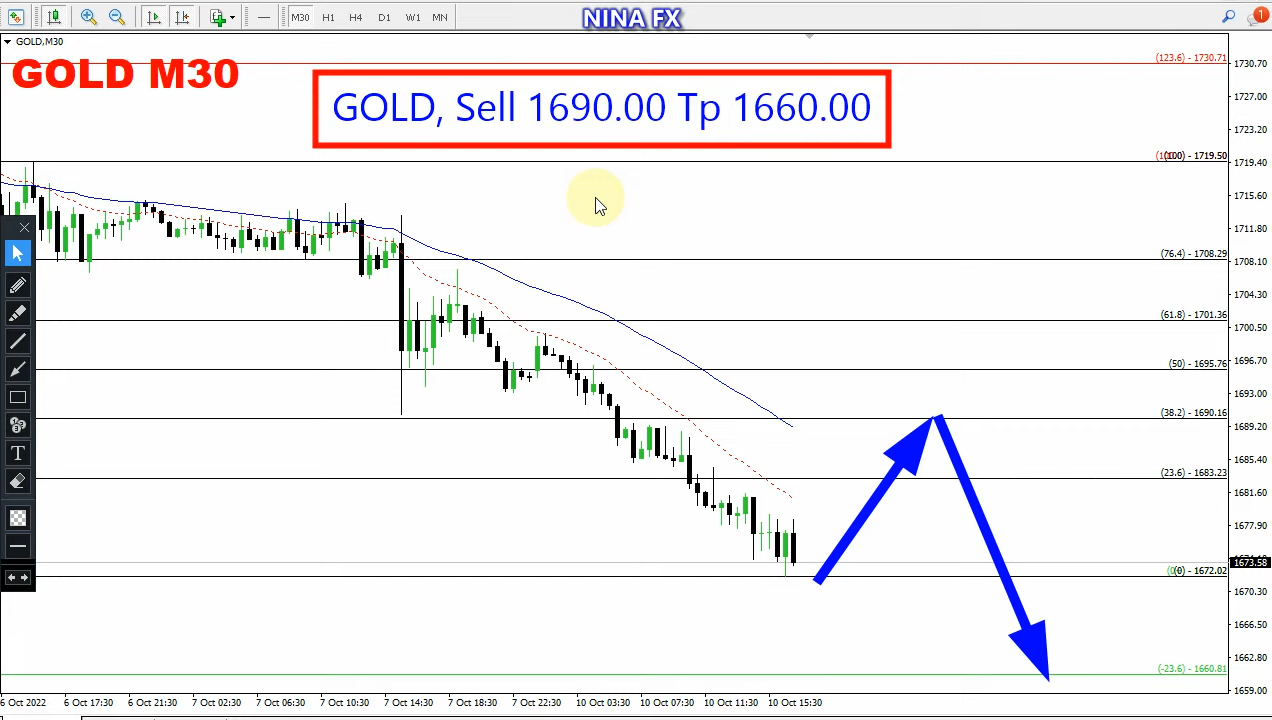 M30 H1 H4 D1 W1 MN
NINA FX
1
GOLD,M30
GOLD M30
GOLD, Sell 1690.00 Tp 1660.00
(123.6) - 1730.71
(100) - 1719.50
(76.4) - 1708.29
(61.8) - 1701.36
(50) - 1695.76
(38.2) - 1690.16
(23.6) - 1683.23
(0) - 1672.02
(-23.6) - 1660.81
1730.70
1727.00
1723.20
1719.40
1715.60
1711.80
1708.10
1704.30
1700.50
1696.70
1693.00
1689.20
1685.40
1681.60
1677.90
1673.58
1670.30
1666.50
1662.80
1659.00
T
6 Oct 2022 6 Oct 17:30 6 Oct 21:30 7 Oct 02:30 7 Oct 06:30 7 Oct 10:30 7 Oct 14:30 7 Oct 18:30 7 Oct 22:30 10 Oct 03:30 10 Oct 07:30 10 Oct 11:30 10 Oct 15:30